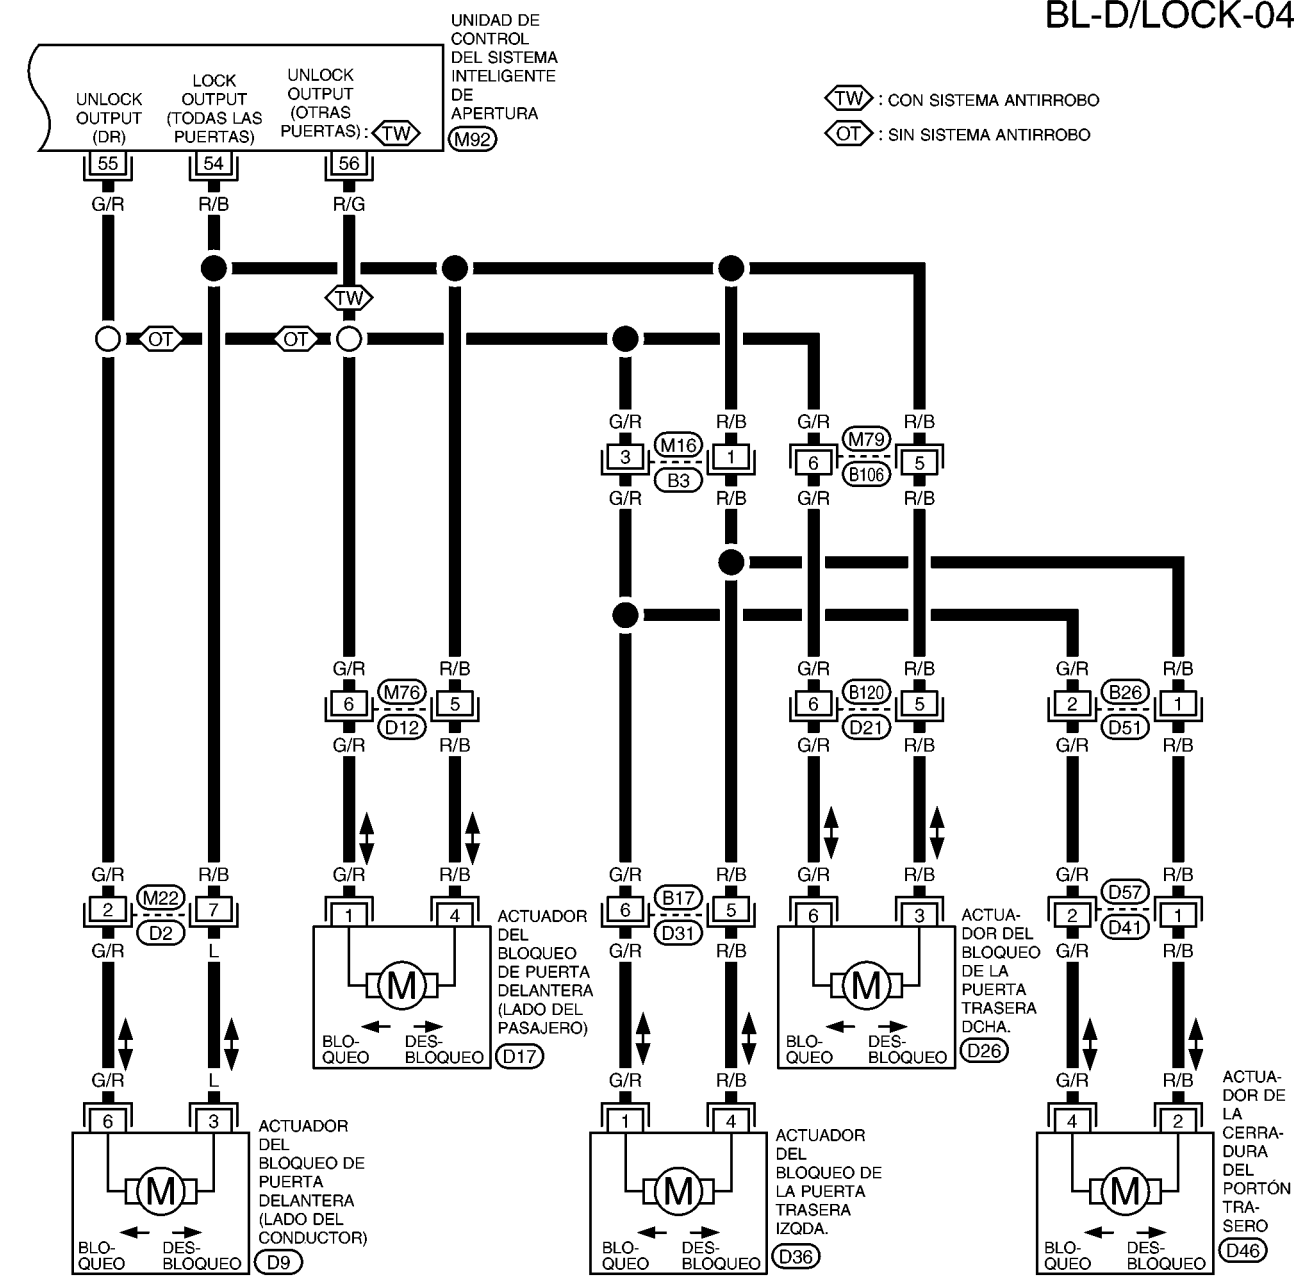 BL-D/LOCK-04
UNIDAD DE
CONTROL
DEL SISTEMA
INTELIGENTE
DE
APERTURA
M92
UNLOCK
OUTPUT
(DR)
LOCK
OUTPUT
(TODAS LAS
PUERTAS)
UNLOCK
OUTPUT
(OTRAS
PUERTAS) : TW
TW : CON SISTEMA ANTIRROBO
OT : SIN SISTEMA ANTIRROBO
55 54 56
G/R R/B R/G
TW
OT OT
G/R R/B G/R R/B
3 M16 1 6 M79 5
B3 B106
G/R R/B G/R R/B
G/R R/B G/R R/B G/R R/B
6 M76 5 6 B120 5 2 B26 1
D12 D21 D51
G/R R/B G/R R/B G/R R/B
G/R R/B G/R R/B G/R R/B G/R R/B G/R R/B
2 M22 7 1 4 6 B17 5 6 3 2 D57 1
D2 D31 D41
G/R L G/R R/B G/R R/B
ACTUADOR
DEL
BLOQUEO
DE PUERTA
DELANTERA
(LADO DEL
PASAJERO)
D17
M
BLO-
QUEO
DES-
BLOQUEO
ACTUA-
DOR DEL
BLOQUEO
DE LA
PUERTA
TRASERA
DCHA.
D26
M
BLO-
QUEO
DES-
BLOQUEO
G/R L G/R R/B G/R R/B
6 3 1 4 4 2
ACTUADOR
DEL
BLOQUEO DE
PUERTA
DELANTERA
(LADO DEL
CONDUCTOR)
D9
M
BLO-
QUEO
DES-
BLOQUEO
ACTUADOR
DEL
BLOQUEO DE
LA PUERTA
TRASERA
IZQDA.
D36
M
BLO-
QUEO
DES-
BLOQUEO
ACTUA-
DOR DE
LA
CERRA-
DURA
DEL
PORTÓN
TRA-
SERO
D46
M
BLO-
QUEO
DES-
BLOQUEO